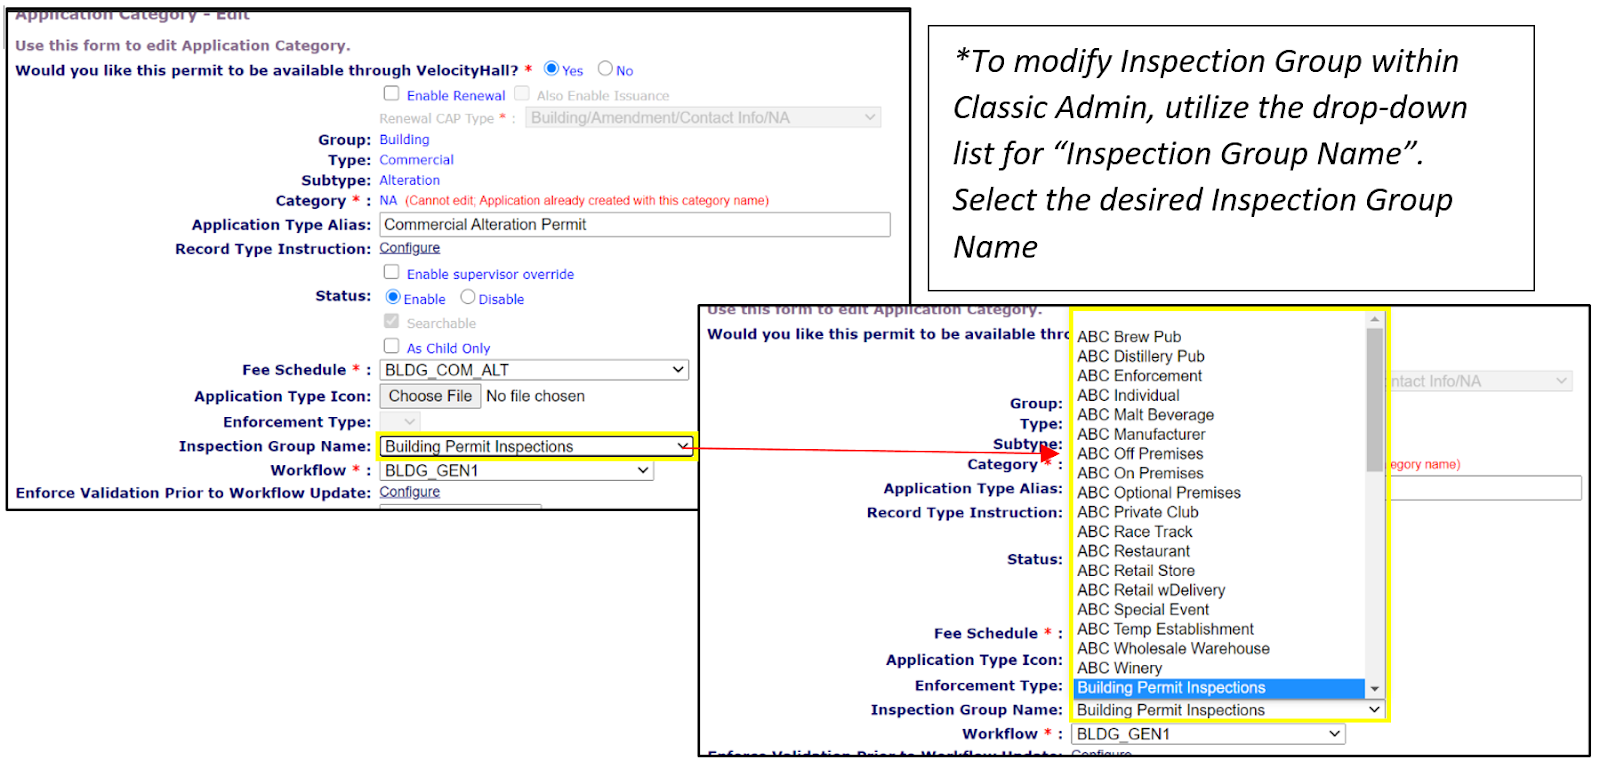 Application Category - Edit
Use this form to edit Application Category.
Would you like this permit to be available through VelocityHall? * Yes No
Enable Renewal Also Enable Issuance
Renewal CAP Type * : Building/Amendment/Contact Info/NA
Group: Building
Type: Commercial
Subtype: Alteration
Category * : NA (Cannot edit; Application already created with this category name)
Application Type Alias: Commercial Alteration Permit
Record Type Instruction: Configure
Enable supervisor override
Status: Enable Disable
Searchable
As Child Only
Fee Schedule * : BLDG_COM_ALT
Application Type Icon: Choose File No file chosen
Enforcement Type:
Inspection Group Name: Building Permit Inspections
Workflow * : BLDG_GEN1
Enforce Validation Prior to Workflow Update: Configure
*To modify Inspection Group within
Classic Admin, utilize the drop-down
list for “Inspection Group Name”.
Select the desired Inspection Group
Name
Use this form to edit Application Category.
Would you like this permit to be available thro
ntact Info/NA
Group:
Type:
Subtype:
Category * : egory name)
Application Type Alias:
Record Type Instruction:
Status:
Fee Schedule * :
Application Type Icon:
Enforcement Type:
Inspection Group Name: Building Permit Inspections
Workflow * : BLDG_GEN1
Enforce Validation Prior to Workflow Update: Configure
ABC Brew Pub
ABC Distillery Pub
ABC Enforcement
ABC Individual
ABC Malt Beverage
ABC Manufacturer
ABC Off Premises
ABC On Premises
ABC Optional Premises
ABC Private Club
ABC Race Track
ABC Restaurant
ABC Retail Store
ABC Retail wDelivery
ABC Special Event
ABC Temp Establishment
ABC Wholesale Warehouse
ABC Winery
Building Permit Inspections